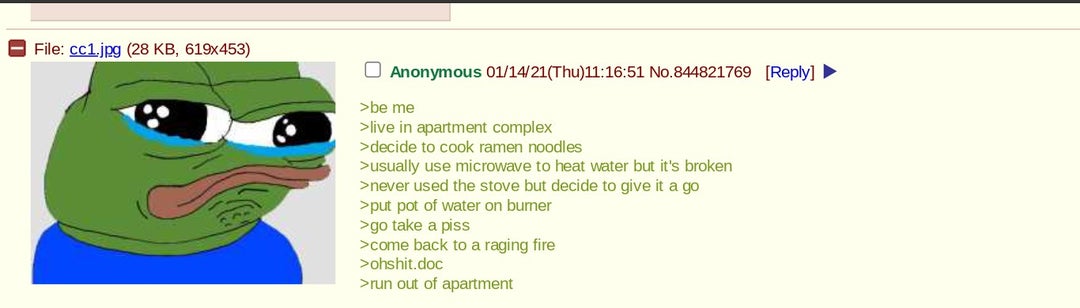 File: cc1.jpg (28 KB, 619x453)
Anonymous 01/14/21(Thu)11:16:51 No.844821769 [Reply] ▶
>be me
>live in apartment complex
>decide to cook ramen noodles
>usually use microwave to heat water but it's broken
>never used the stove but decide to give it a go
>put pot of water on burner
>go take a piss
>come back to a raging fire
>ohshit.doc
>run out of apartment